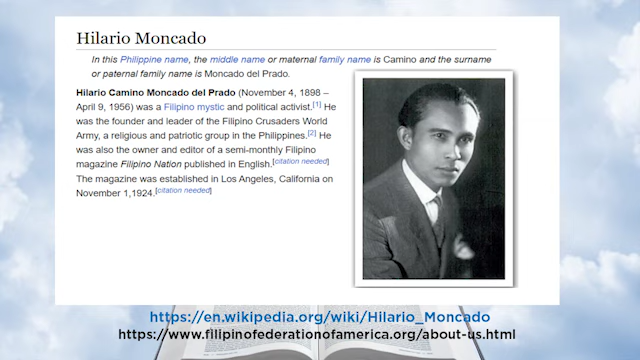 Hilario Moncado
In this Philippine name, the middle name or maternal family name is Camino and the surname
or paternal family name is Moncado del Prado.
Hilario Camino Moncado del Prado (November 4, 1898 –
April 9, 1956) was a Filipino mystic and political activist.[1] He
was the founder and leader of the Filipino Crusaders World
Army, a religious and patriotic group in the Philippines.[2] He
was also the owner and editor of a semi-monthly Filipino
magazine Filipino Nation published in English.[citation needed]
The magazine was established in Los Angeles, California on
November 1,1924.[citation needed]
https://en.wikipedia.org/wiki/Hilario_Moncado
https://www.filipinofederationofamerica.org/about-us.html